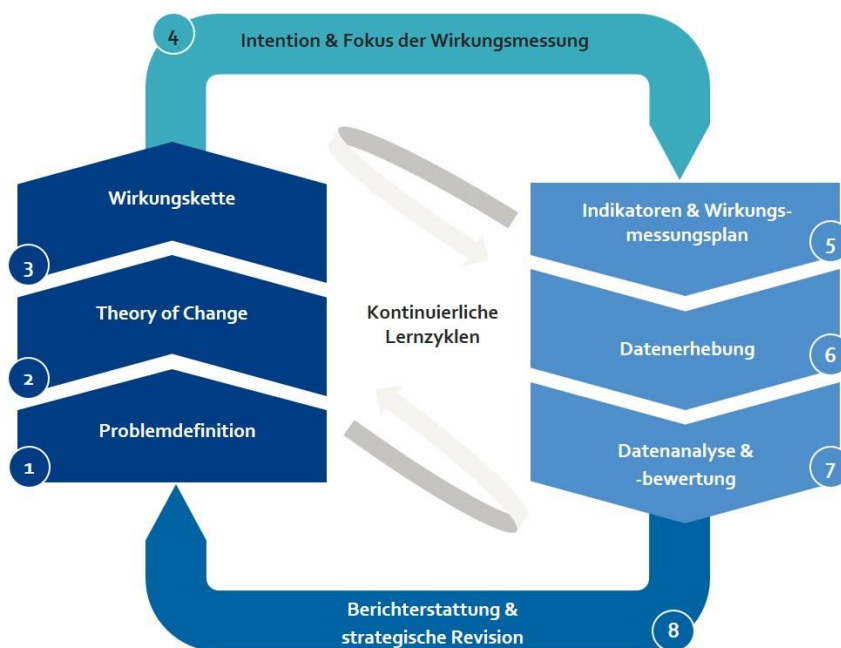 4
Intention & Fokus der Wirkungsmessung
Wirkungskette
3
Theory of Change
2
Problemdefinition
1
Kontinuierliche
Lernzyklen
Indikatoren & Wirkungs-
messungsplan
5
Datenerhebung
6
Datenanalyse &
-bewertung
7
Berichterstattung &
strategische Revision
8